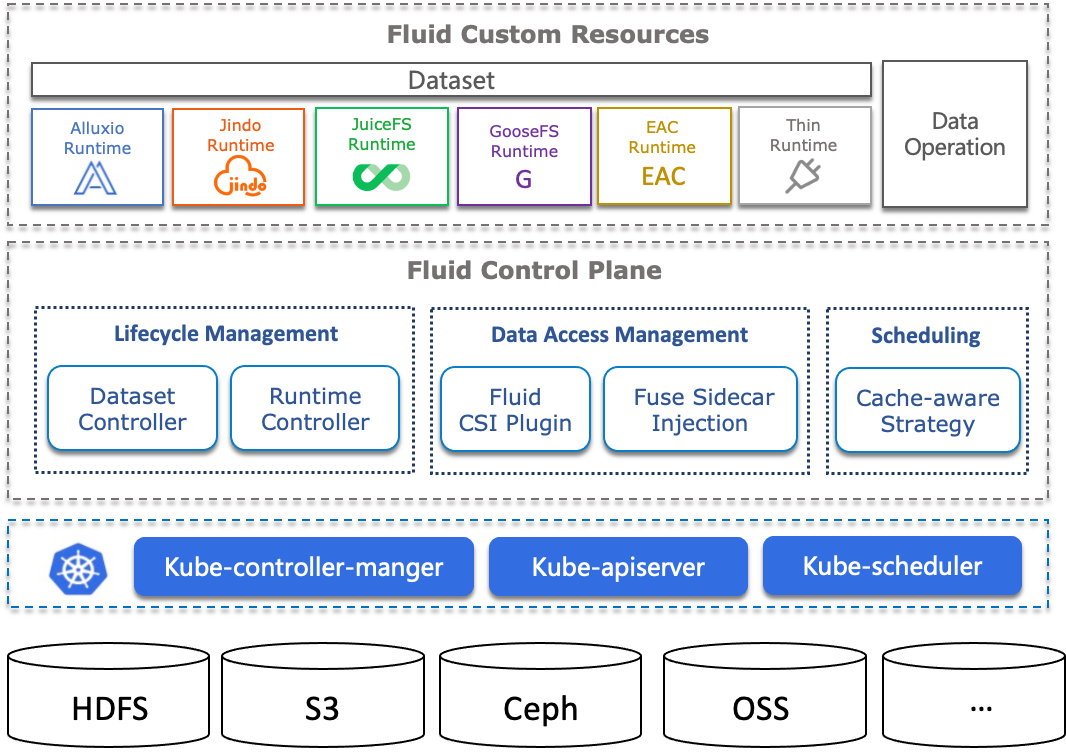 Fluid Custom Resources
Dataset
Alluxio
Runtime
Jindo
Runtime
jindo
JuiceFS
Runtime
GooseFS
Runtime
G
EAC
Runtime
EAC
Thin
Runtime
Data
Operation
Fluid Control Plane
Lifecycle Management
Dataset
Controller
Runtime
Controller
Data Access Management
Fluid
CSI Plugin
Fuse Sidecar
Injection
Scheduling
Cache-aware
Strategy
Kube-controller-manger
Kube-apiserver
Kube-scheduler
HDFS
S3
Ceph
OSS
...